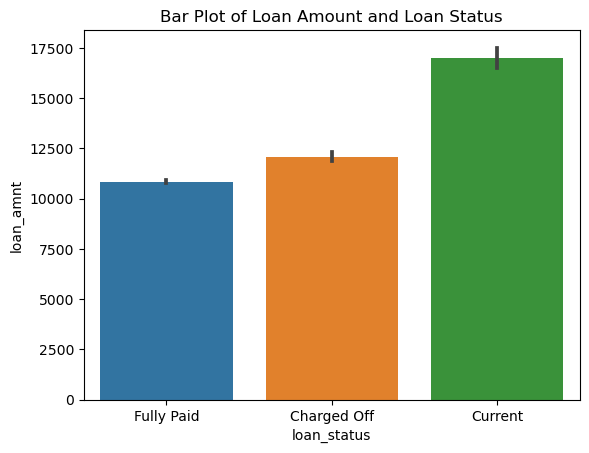 Bar Plot of Loan Amount and Loan Status
17500
15000
12500
10000
7500
5000
2500
0
loan_amnt
Fully Paid Charged Off Current
loan_status